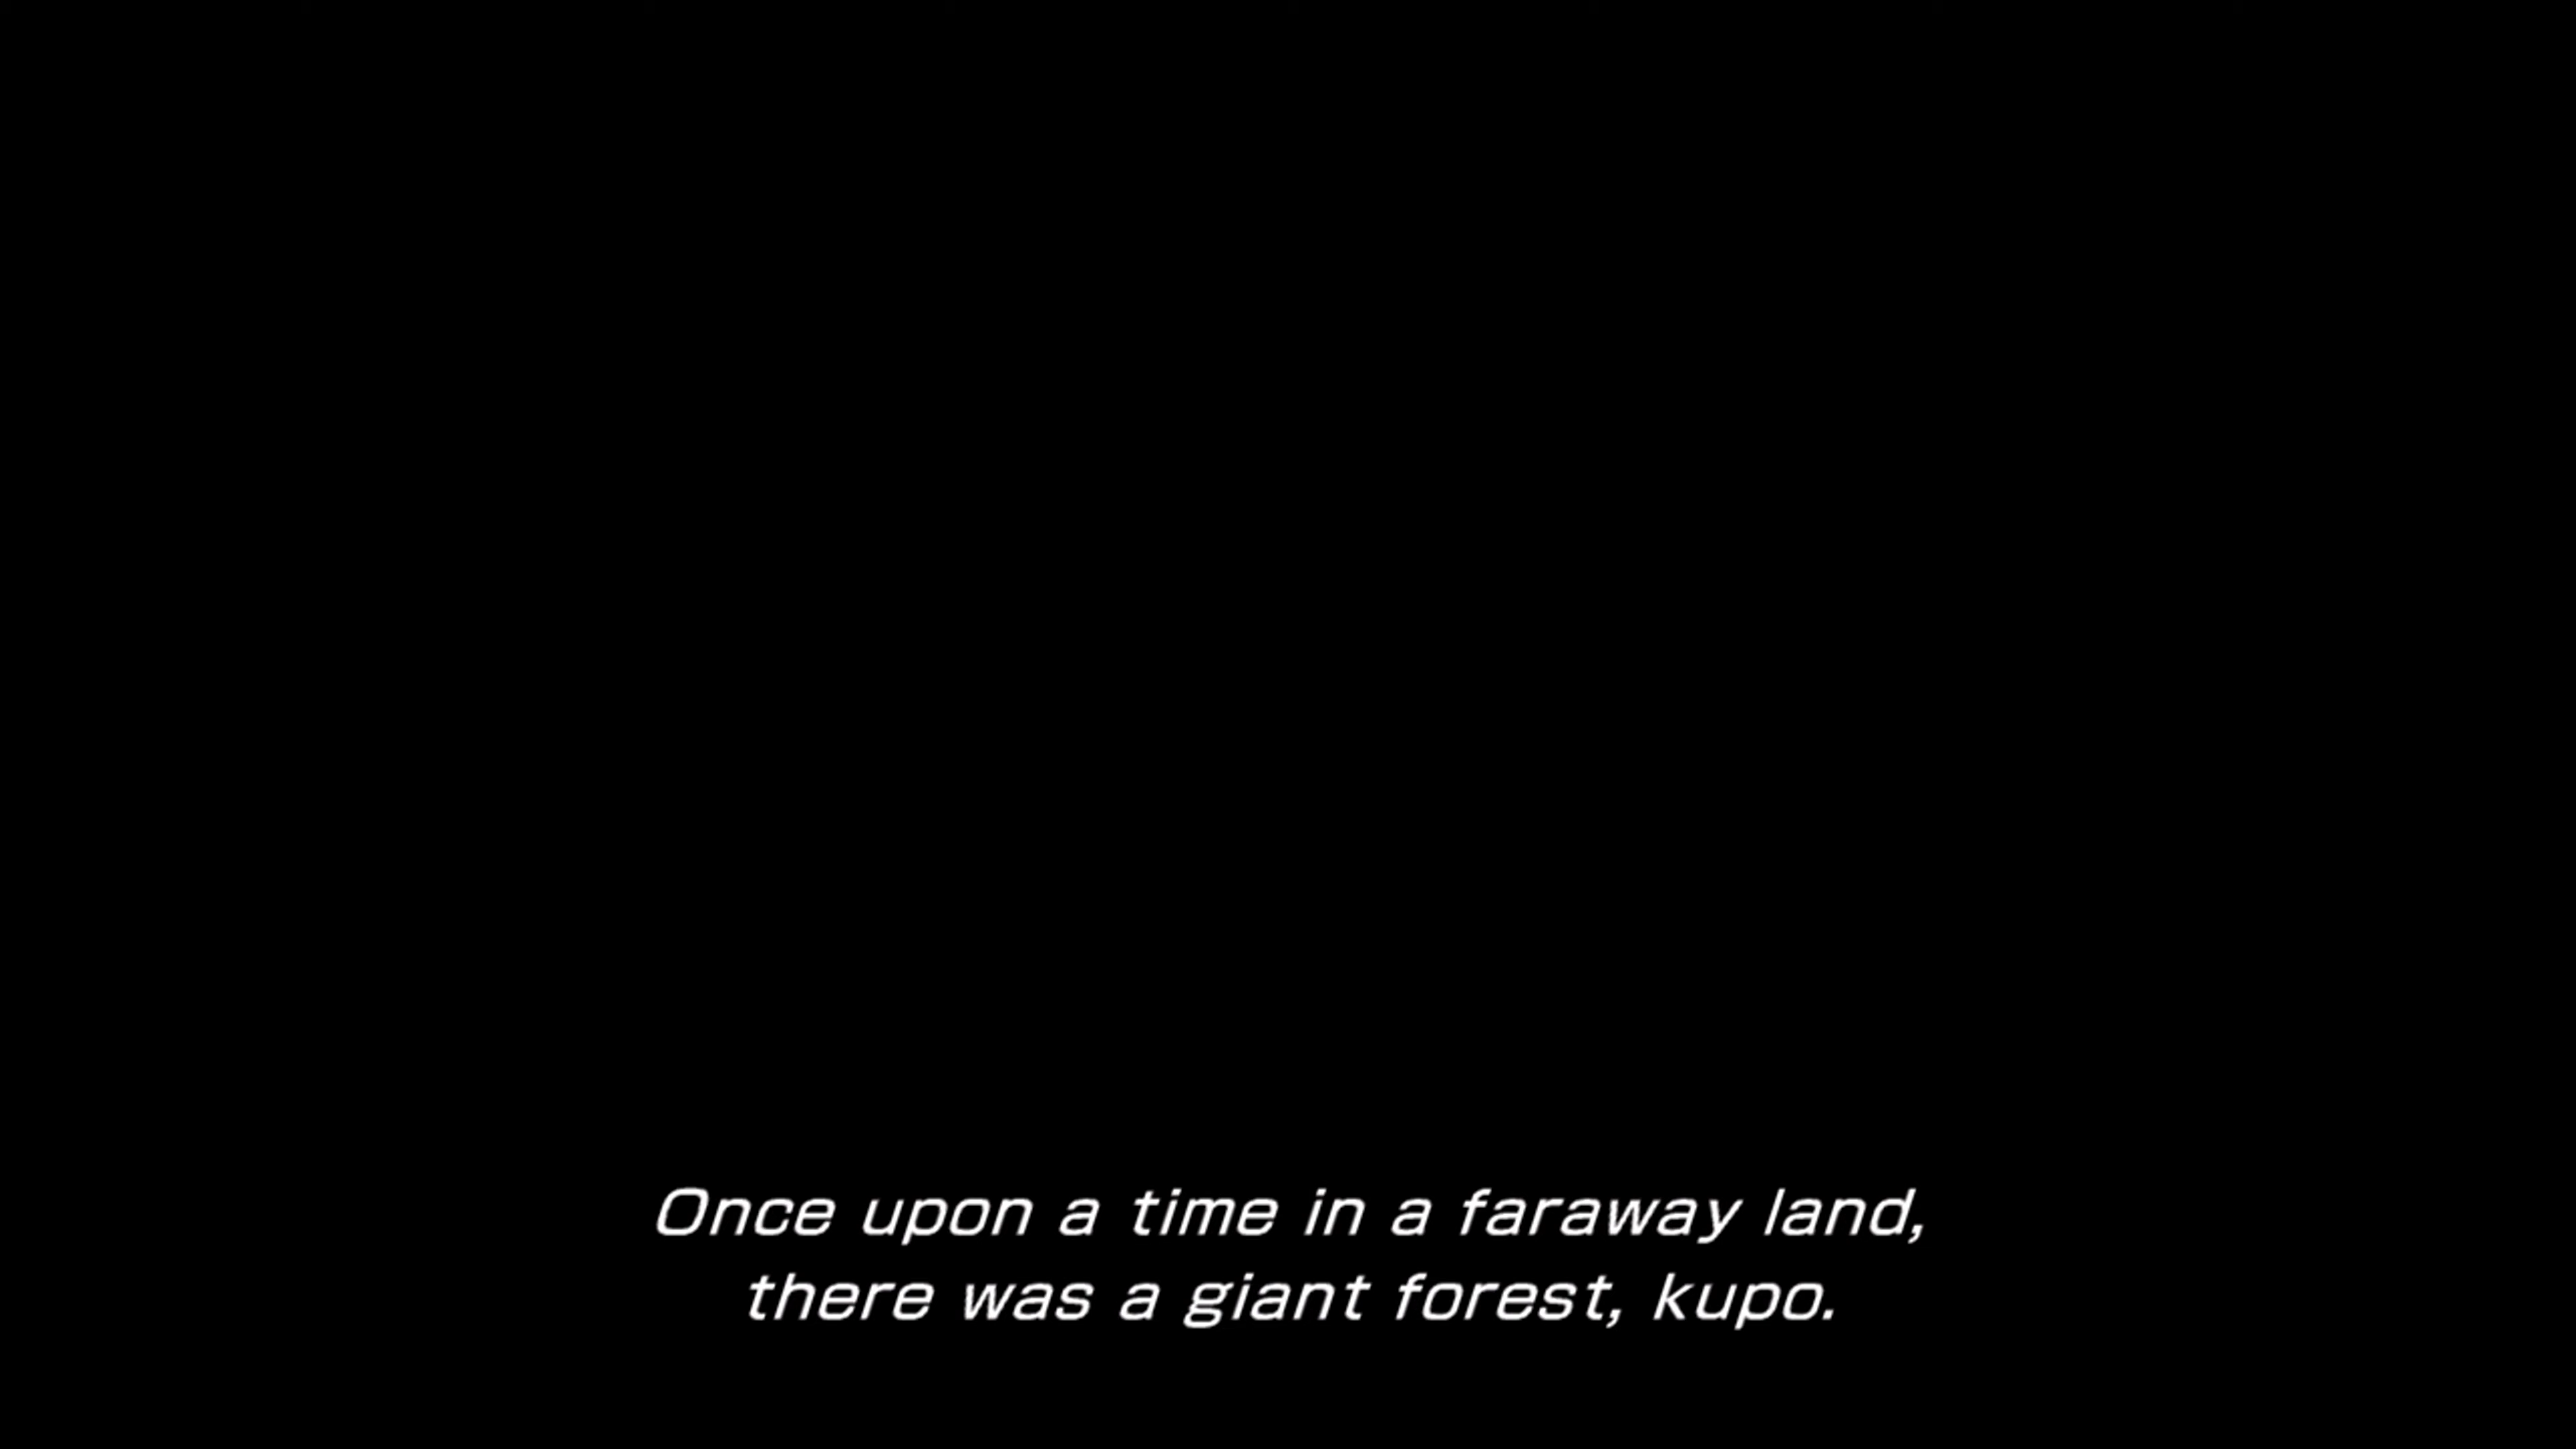 Once upon a time in a faraway land,
there was a giant forest, kupo.